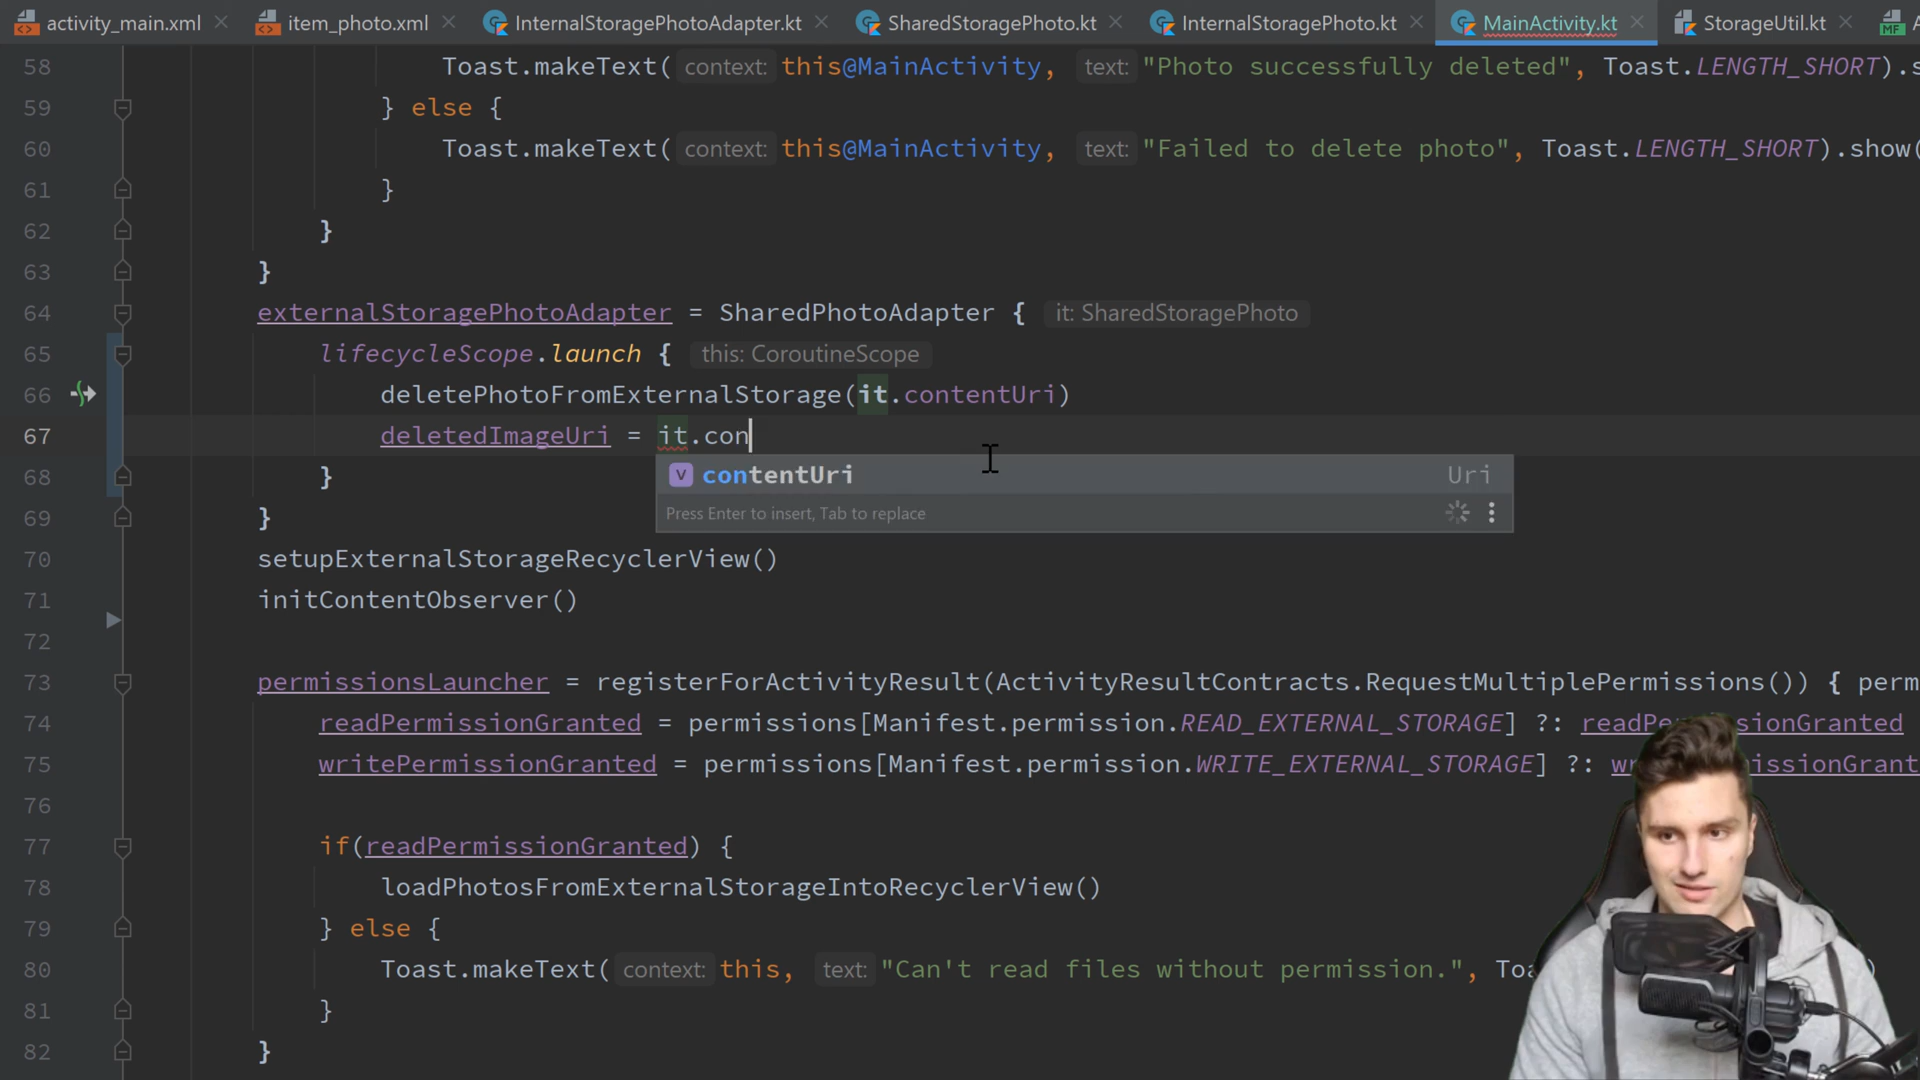 activity_main.xml item_photo.xml InternalStoragePhotoAdapter.kt SharedStoragePhoto.kt InternalStoragePhoto.kt MainActivity.kt StorageUtil.kt
58 Toast.makeText( context: this@MainActivity, text: "Photo successfully deleted", Toast.LENGTH_SHORT).s
59 } else {
60 Toast.makeText( context: this@MainActivity, text: "Failed to delete photo", Toast.LENGTH_SHORT).show(
61 }
62 }
63 }
64 externalStoragePhotoAdapter = SharedPhotoAdapter { it: SharedStoragePhoto
65 lifecycleScope.launch { this: CoroutineScope
66 deletePhotoFromExternalStorage(it.contentUri)
67 deletedImageUri = it.con
contentUri Uri
68 }
Press Enter to insert, Tab to replace
69 }
70 setupExternalStorageRecyclerView()
71 initContentObserver()
72
73 permissionsLauncher = registerForActivityResult(ActivityResultContracts.RequestMultiplePermissions()) { perm
74 readPermissionGranted = permissions[Manifest.permission.READ_EXTERNAL_STORAGE] ?:
75 writePermissionGranted = permissions[Manifest.permission.WRITE_EXTERNAL_STORAGE] ?:
76
77 if(readPermissionGranted) {
78 loadPhotosFromExternalStorageIntoRecyclerView()
79 } else {
80 Toast.makeText( context: this, text: "Can't read files without permission.",
81 }
82 }